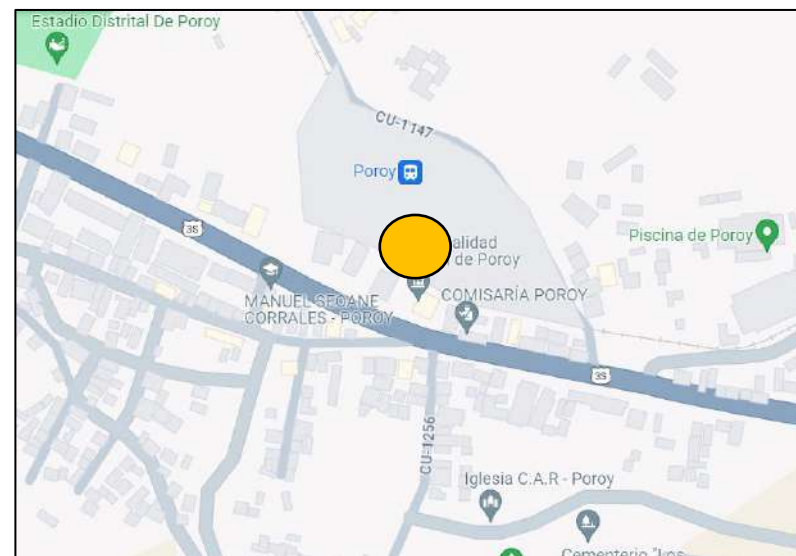 Estadio Distrital De Poroy
CU-1147
Poroy
3S
alidad
de Poroy
Piscina de Poroy
MANUEL SEOANE
CORRALES - POROY
COMISARÍA POROY
3S
CU-1256
Iglesia C.A.R - Poroy
Cementerio "Los